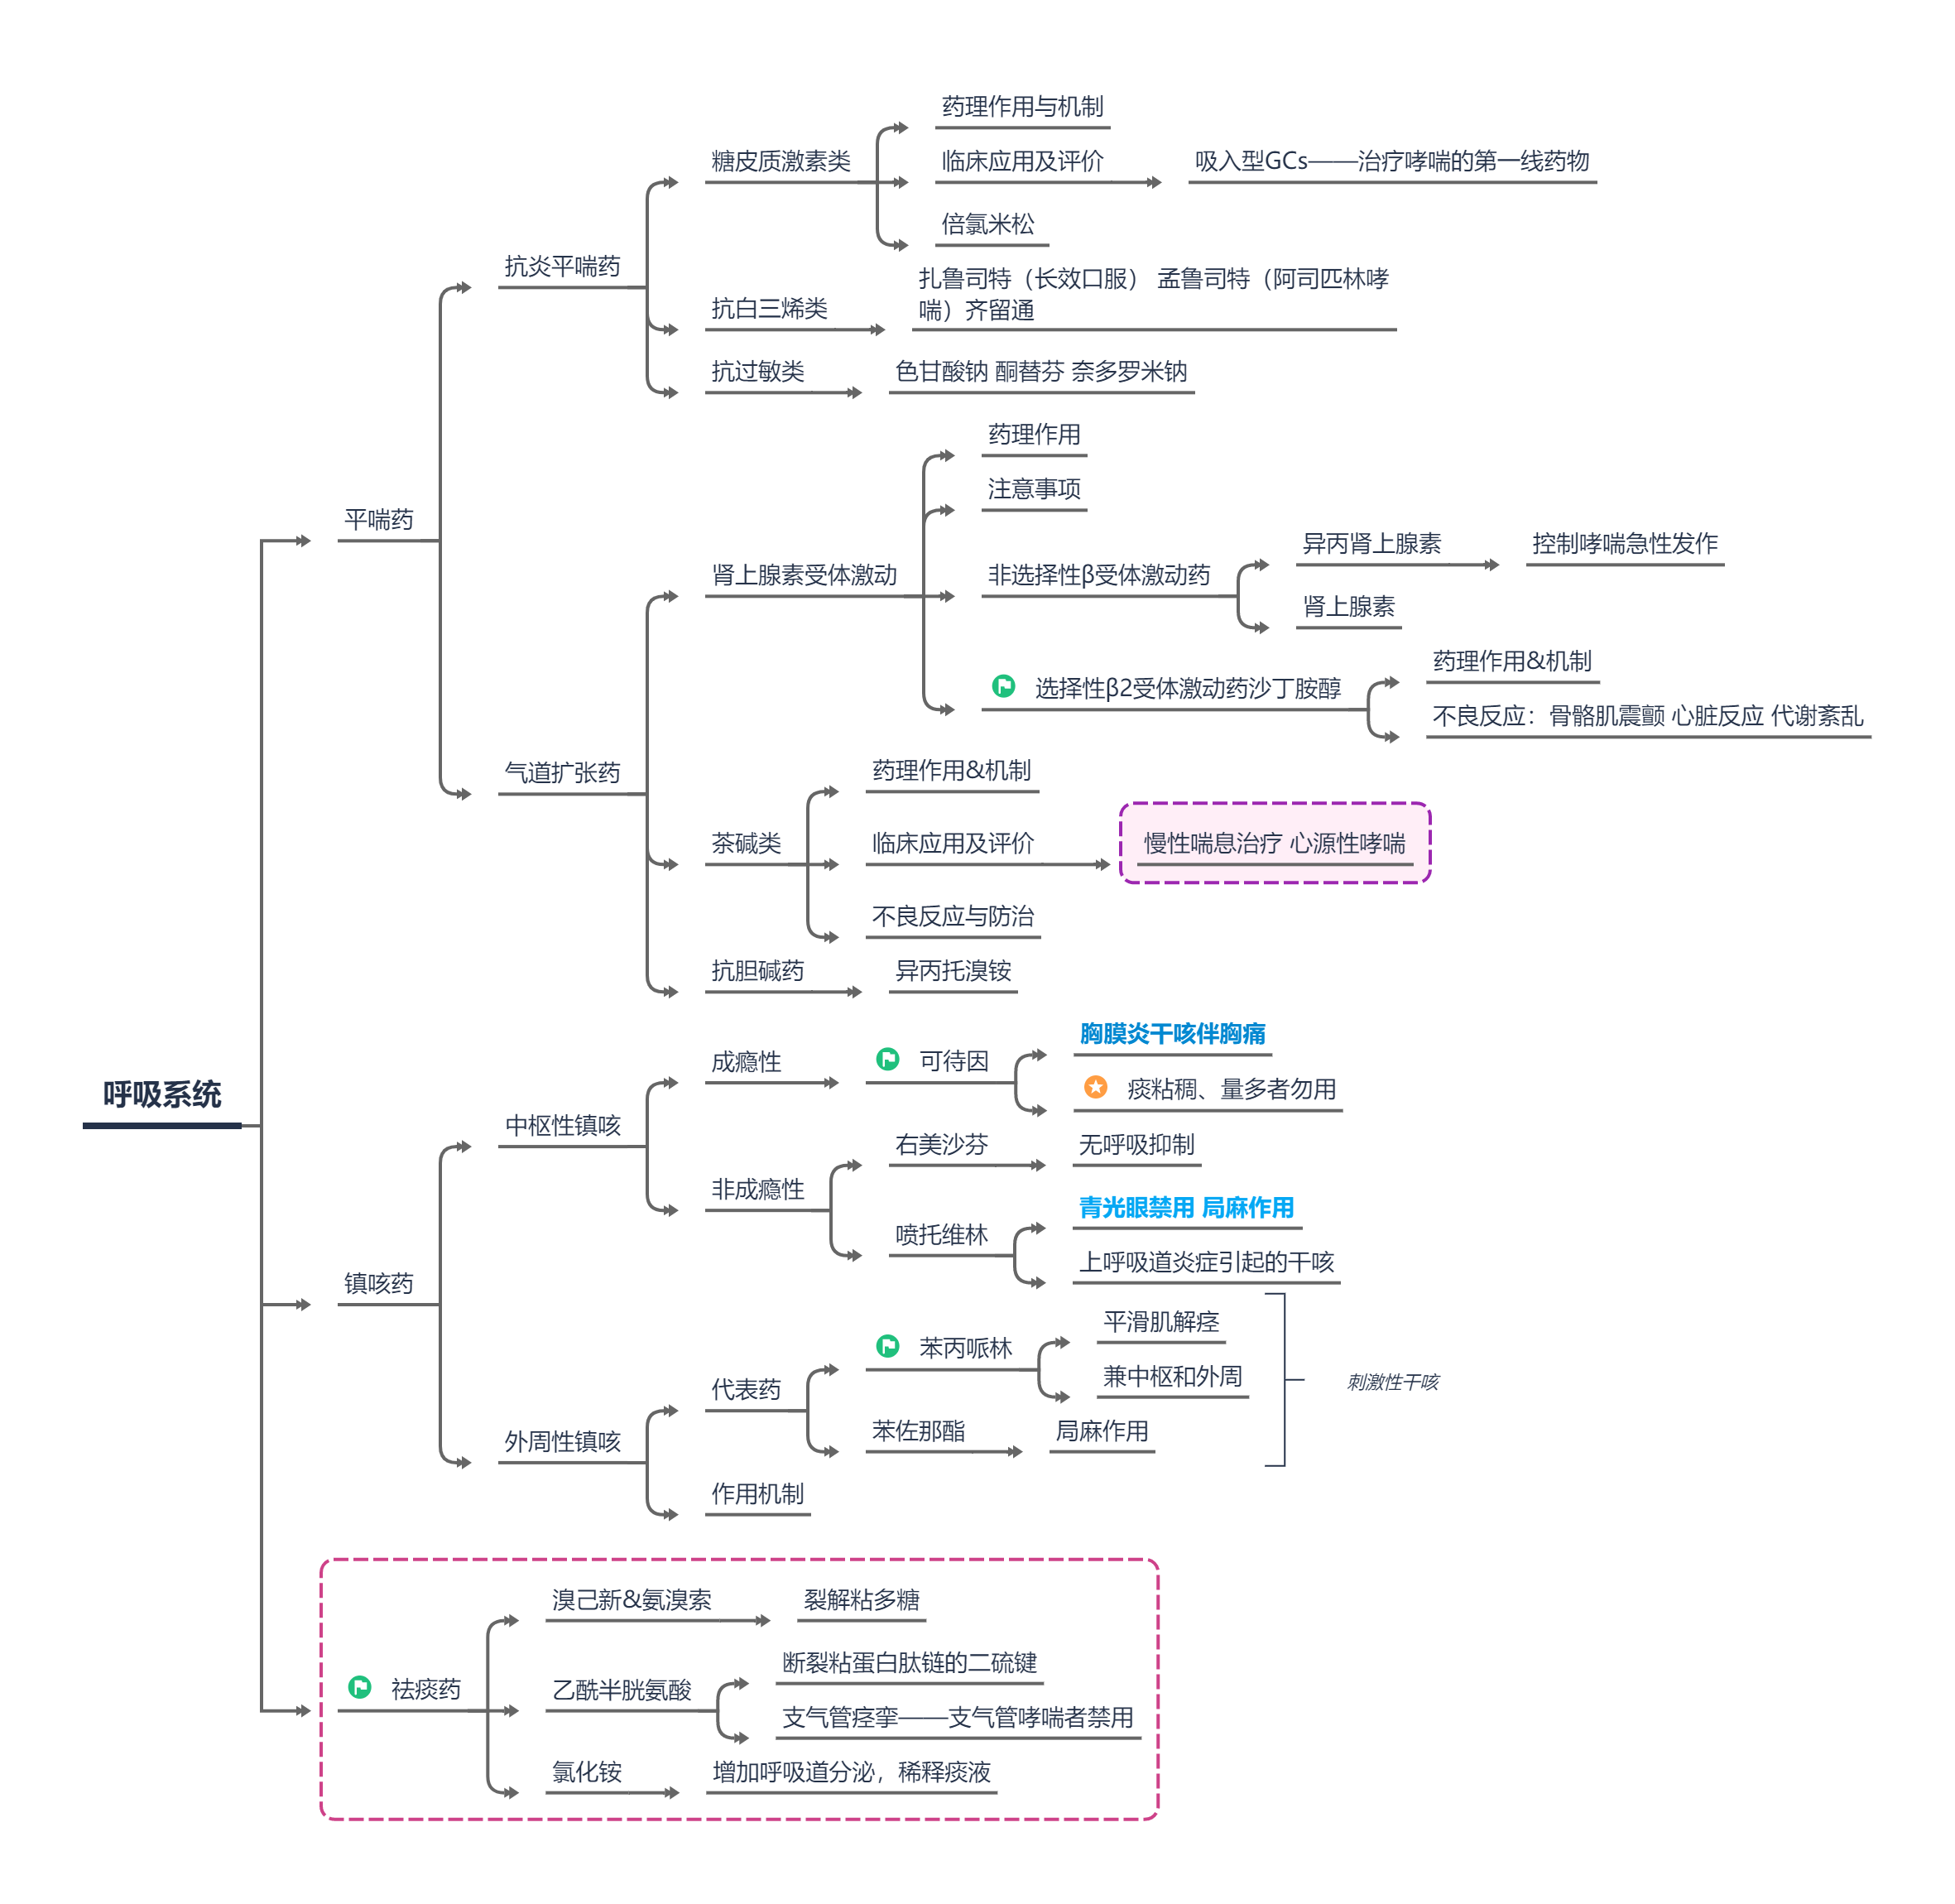 呼吸系统
平喘药
抗炎平喘药
糖皮质激素类
药理作用与机制
临床应用及评价
吸入型GCs——治疗哮喘的第一线药物
倍氯米松
抗白三烯类
扎鲁司特（长效口服） 孟鲁司特（阿司匹林哮
喘）齐留通
抗过敏类
色甘酸钠 酮替芬 奈多罗米钠
气道扩张药
肾上腺素受体激动
药理作用
注意事项
非选择性β受体激动药
异丙肾上腺素
控制哮喘急性发作
肾上腺素
选择性β2受体激动药沙丁胺醇
药理作用&机制
不良反应：骨骼肌震颤 心脏反应 代谢紊乱
茶碱类
药理作用&机制
临床应用及评价
慢性喘息治疗 心源性哮喘
不良反应与防治
抗胆碱药
异丙托溴铵
镇咳药
中枢性镇咳
成瘾性
可待因
胸膜炎干咳伴胸痛
痰粘稠、量多者勿用
非成瘾性
右美沙芬
无呼吸抑制
喷托维林
青光眼禁用 局麻作用
上呼吸道炎症引起的干咳
外周性镇咳
代表药
苯丙哌林
平滑肌解痉
兼中枢和外周
苯佐那酯
局麻作用
刺激性干咳
作用机制
祛痰药
溴己新&氨溴索
裂解粘多糖
乙酰半胱氨酸
断裂粘蛋白肽链的二硫键
支气管痉挛——支气管哮喘者禁用
氯化铵
增加呼吸道分泌，稀释痰液